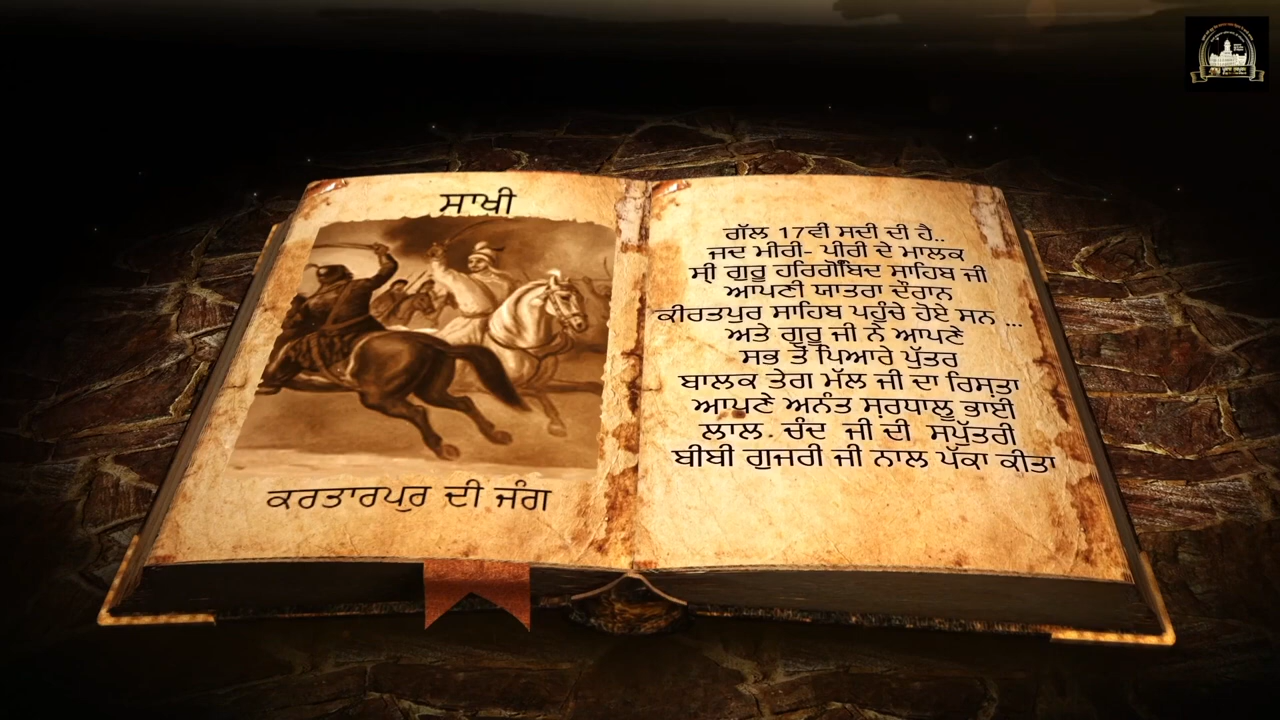 ਸਾਖੀ
ਕਰਤਾਰਪੁਰ ਦੀ ਜੰਗ
ਗੱਲ 17ਵੀ ਸਦੀ ਦੀ ਹੈ..
ਜਦ ਮੀਰੀ- ਪੀਰੀ ਦੇ ਮਾਲਕ
ਸ੍ਰੀ ਗੁਰੂ ਹਰਿਗੋਬਿੰਦ ਸਾਹਿਬ ਜੀ
ਆਪਣੀ ਯਾਤਰਾ ਦੌਰਾਨ
ਕੀਰਤਪੁਰ ਸਾਹਿਬ ਪਹੁੰਚੇ ਹੋਏ ਸਨ ...
ਅਤੇ ਗੁਰੂ ਜੀ ਨੇ ਆਪਣੇ
ਸਭ ਤੋਂ ਪਿਆਰੇ ਪੁੱਤਰ
ਬਾਲਕ ਤੇਗ ਮੱਲ ਜੀ ਦਾ ਰਿਸ਼ਤਾ
ਆਪਣੇ ਅਨੰਤ ਸ਼ਰਧਾਲੂ ਭਾਈ
ਲਾਲ. ਚੰਦ ਜੀ ਦੀ ਸਪੁੱਤਰੀ
ਬੀਬੀ ਗੁਜਰੀ ਜੀ ਨਾਲ ਪੱਕਾ ਕੀਤਾ